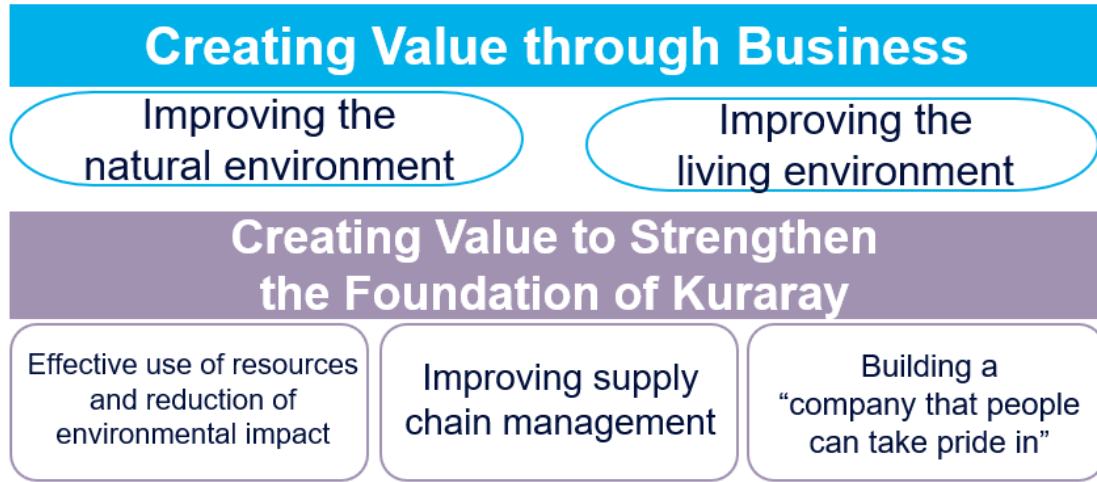 Creating Value through Business
Improving the
natural environment
Improving the
living environment
Creating Value to Strengthen
the Foundation of Kuraray
Effective use of resources
and reduction of
environmental impact
Improving supply
chain management
Building a
“company that people
can take pride in”